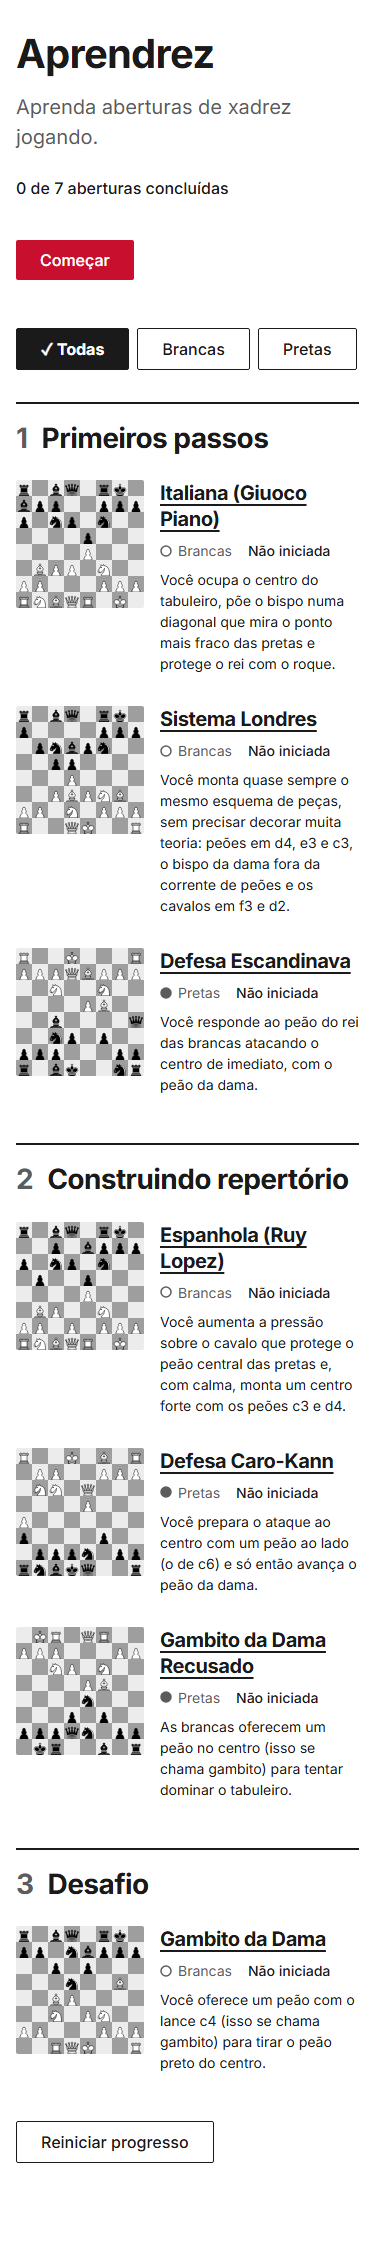 Aprendrez
Aprenda aberturas de xadrez
jogando.
0 de 7 aberturas concluídas
Começar
✓ Todas
Brancas
Pretas
1 Primeiros passos
Italiana (Giuoco
Piano)
Brancas Não iniciada
Você ocupa o centro do
tabuleiro, põe o bispo numa
diagonal que mira o ponto
mais fraco das pretas e
protege o rei com o roque.
Sistema Londres
Brancas Não iniciada
Você monta quase sempre o
mesmo esquema de peças,
sem precisar decorar muita
teoria: peões em d4, e3 e c3,
o bispo da dama fora da
corrente de peões e os
cavalos em f3 e d2.
Defesa Escandinava
Pretas Não iniciada
Você responde ao peão do rei
das brancas atacando o
centro de imediato, com o
peão da dama.
2 Construindo repertório
Espanhola (Ruy
Lopez)
Brancas Não iniciada
Você aumenta a pressão
sobre o cavalo que protege o
peão central das pretas e,
com calma, monta um centro
forte com os peões c3 e d4.
Defesa Caro-Kann
Pretas Não iniciada
Você prepara o ataque ao
centro com um peão ao lado
(o de c6) e só então avança o
peão da dama.
Gambito da Dama
Recusado
Pretas Não iniciada
As brancas oferecem um
peão no centro (isso se
chama gambito) para tentar
dominar o tabuleiro.
3 Desafio
Gambito da Dama
Brancas Não iniciada
Você oferece um peão com o
lance c4 (isso se chama
gambito) para tirar o peão
preto do centro.
Reiniciar progresso